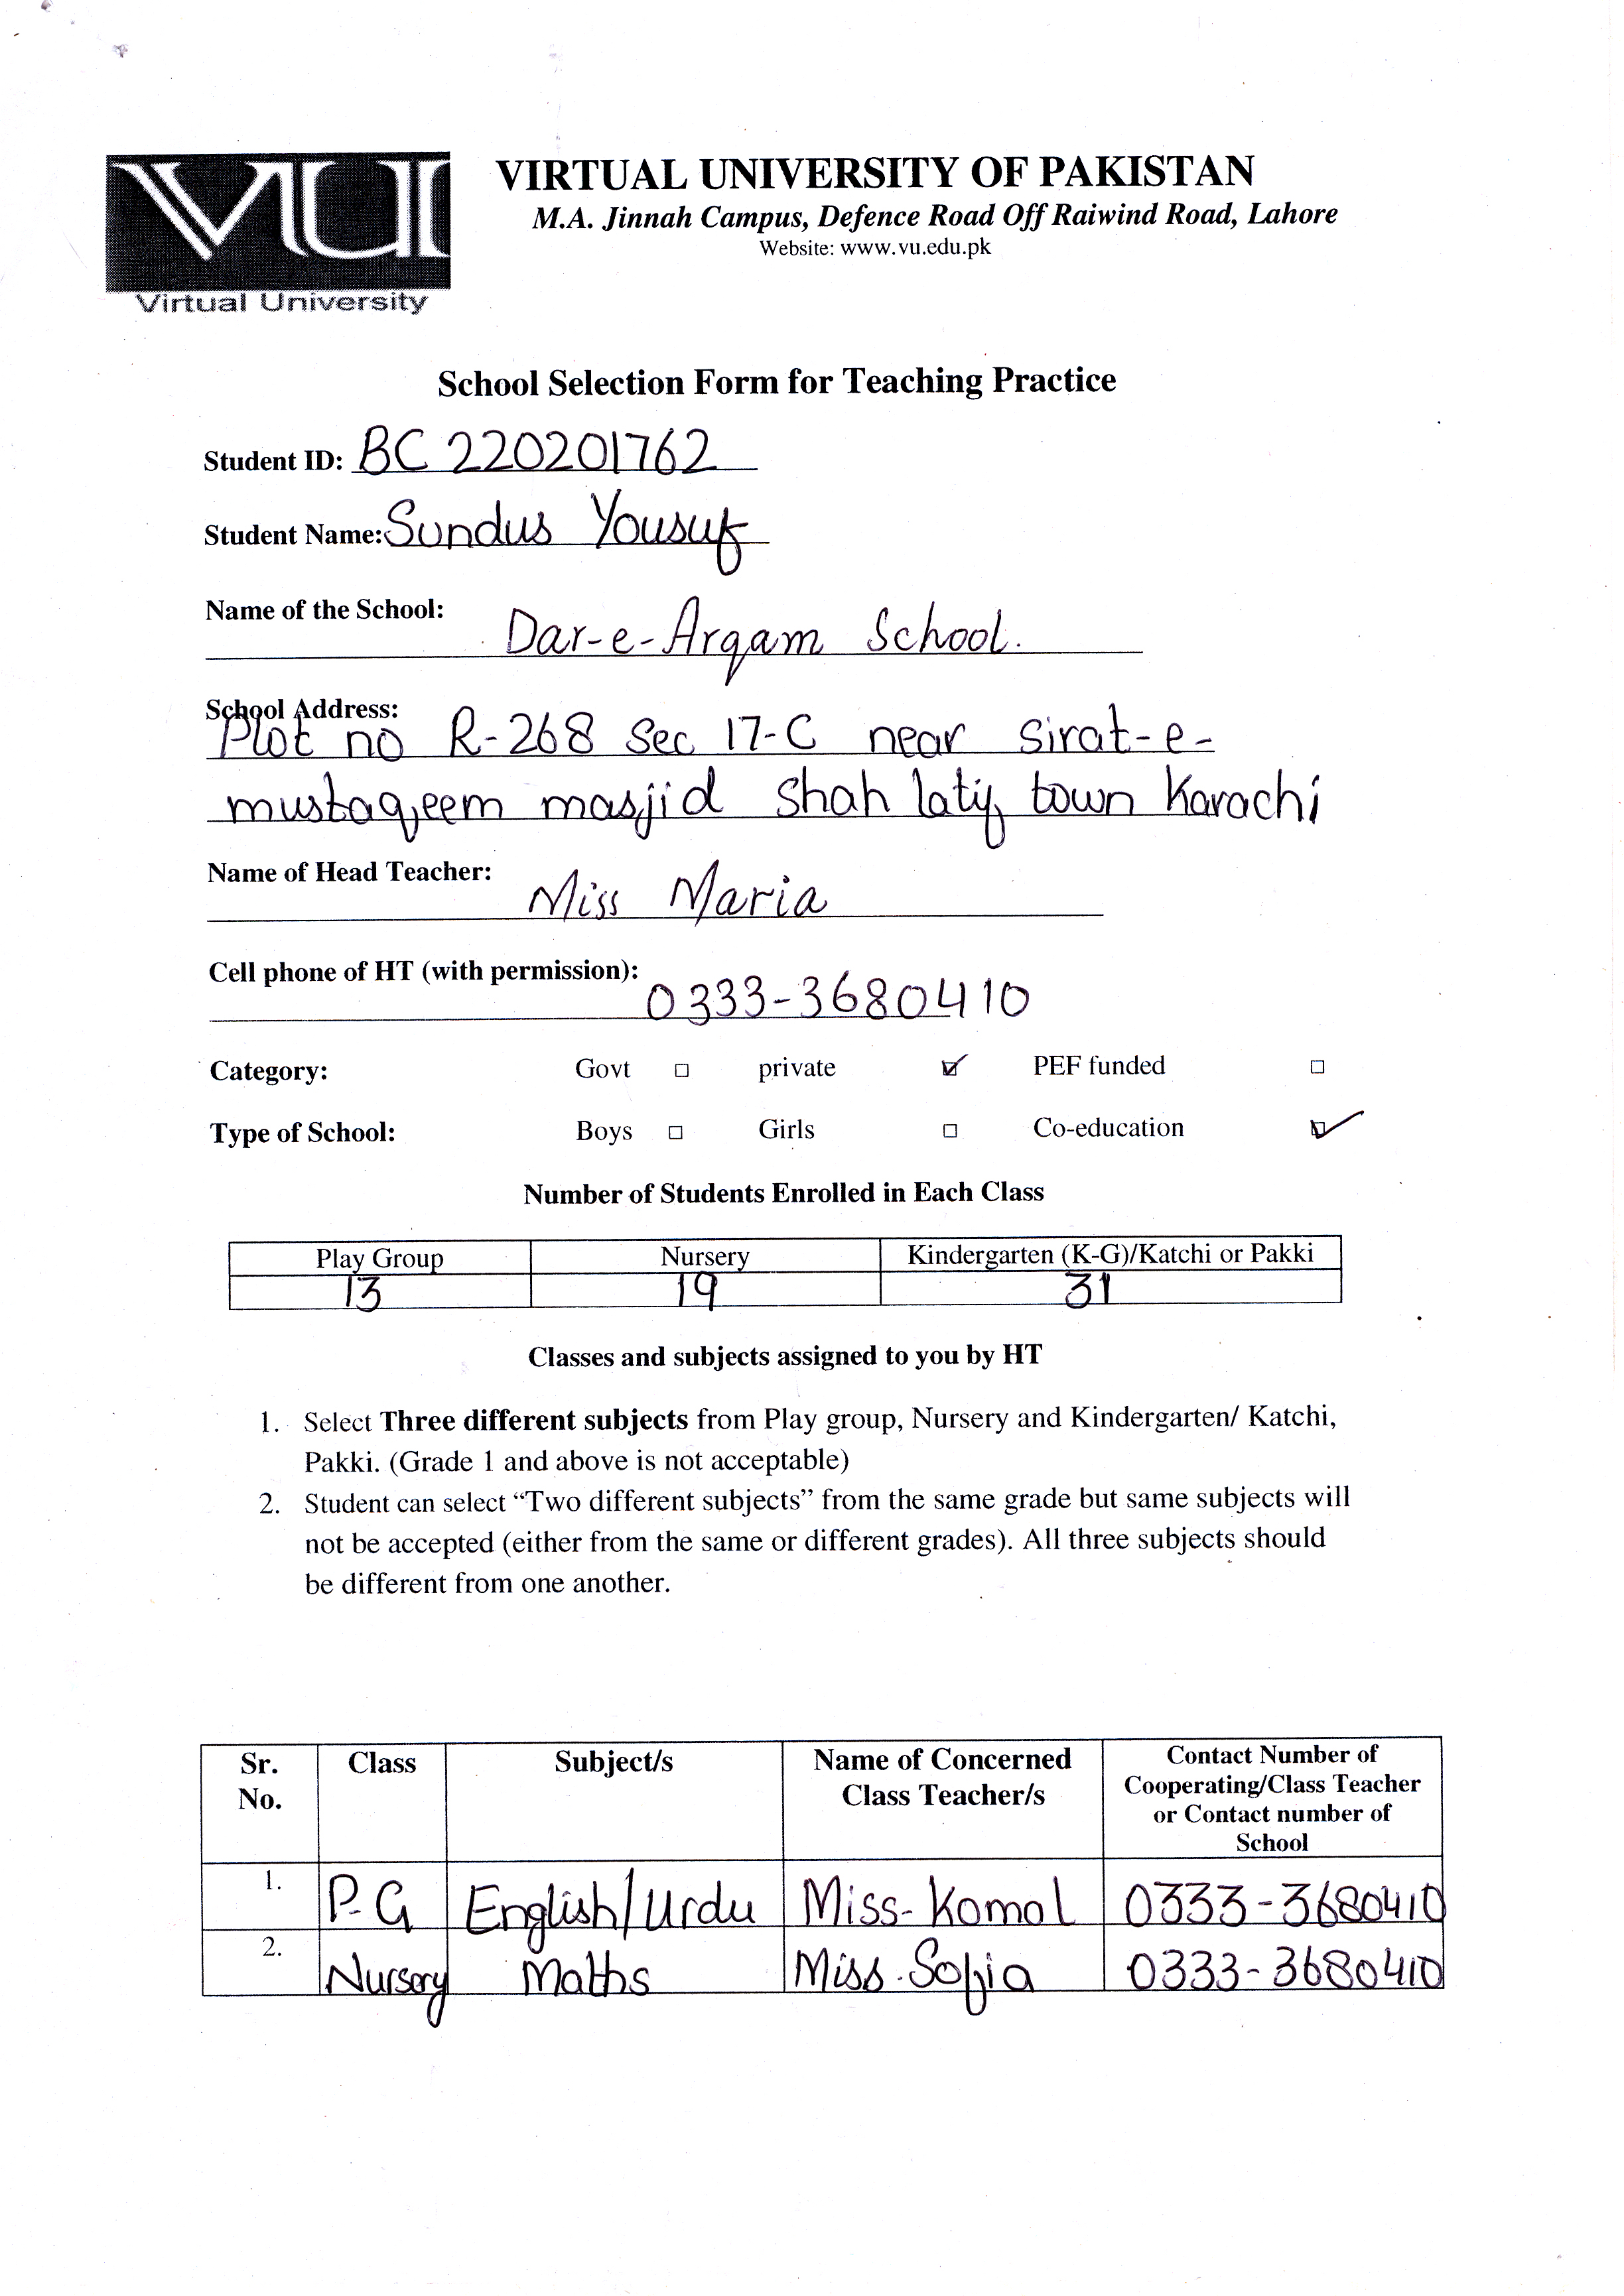 VU
Virtual University
VIRTUAL UNIVERSITY OF PAKISTAN
M.A. Jinnah Campus, Defence Road Off Raiwind Road, Lahore
Website: www.vu.edu.pk
School Selection Form for Teaching Practice
Student ID: BC 220201762
Student Name: Sundus Yousuf
Name of the School: Dar-e-Arqam School.
School Address:
Plot no R-268 Sec 17-C near sirat-e-
mustaqeem masjid shah latif town Karachi
Name of Head Teacher: Miss Maria
Cell phone of HT (with permission): 0333-3680410
Category: Govt ☐ private ☑ PEF funded ☐
Type of School: Boys ☐ Girls ☐ Co-education ☑
Number of Students Enrolled in Each Class
Play Group Nursery Kindergarten (K-G)/Katchi or Pakki
13 19 31
Classes and subjects assigned to you by HT
1. Select Three different subjects from Play group, Nursery and Kindergarten/ Katchi,
Pakki. (Grade 1 and above is not acceptable)
2. Student can select “Two different subjects” from the same grade but same subjects will
not be accepted (either from the same or different grades). All three subjects should
be different from one another.
Sr. No. Class Subject/s Name of Concerned Class Teacher/s Contact Number of Cooperating/Class Teacher or Contact number of School
1. P-G English/Urdu Miss-Komal 0333-3680410
2. Nursery Maths Miss-Sofia 0333-3680410